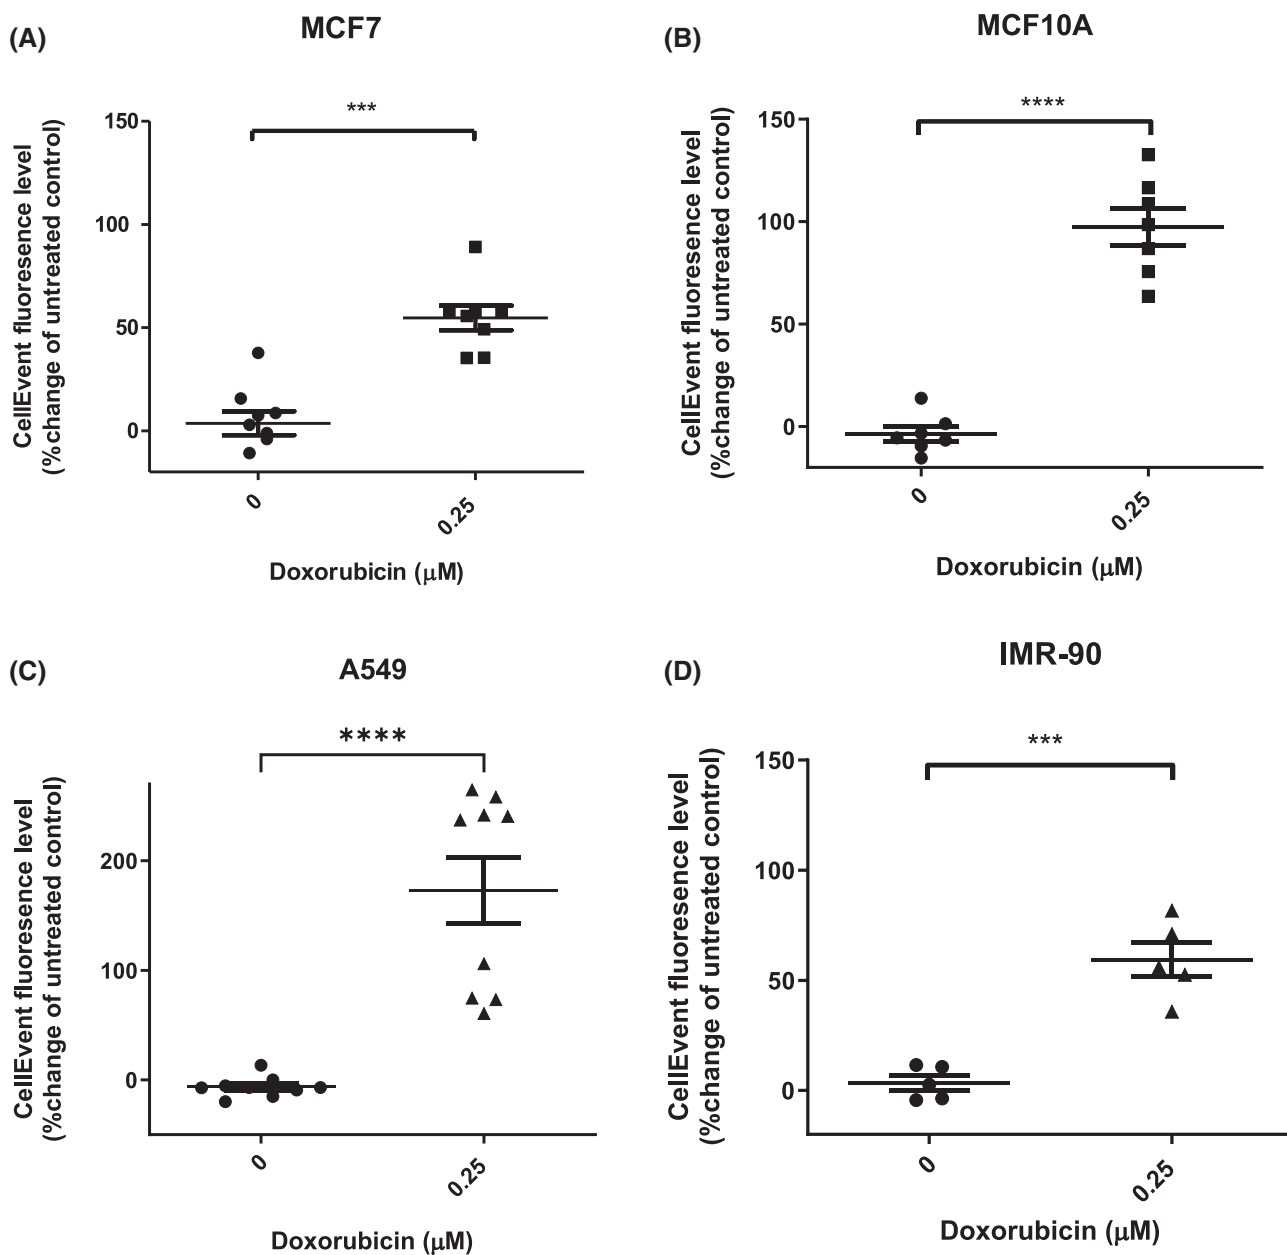 (A)
MCF7
CellEvent fluoresence level
(%change of untreated control)
150
100
50
0
***
0
0.25
Doxorubicin (μM)
(B)
MCF10A
CellEvent fluoresence level
(%change of untreated control)
150
100
50
0
****
0
0.25
Doxorubicin (μM)
(C)
A549
CellEvent fluoresence level
(%change of untreated control)
200
100
0
****
0
0.25
Doxorubicin (μM)
(D)
IMR-90
CellEvent fluoresence level
(%change of untreated control)
150
100
50
0
***
0
0.25
Doxorubicin (μM)